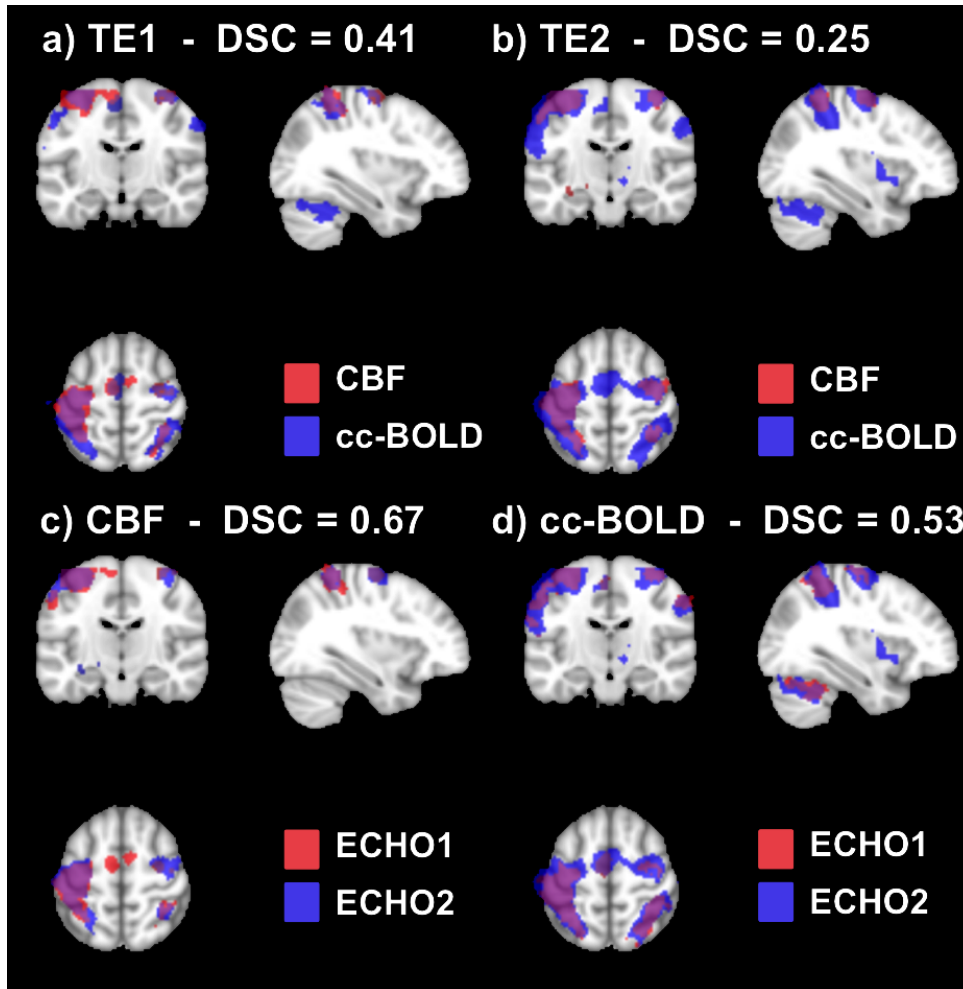 a) TE1 - DSC = 0.41
b) TE2 - DSC = 0.25
CBF
cc-BOLD
CBF
cc-BOLD
c) CBF - DSC = 0.67
d) cc-BOLD - DSC = 0.53
ECHO1
ECHO2
ECHO1
ECHO2